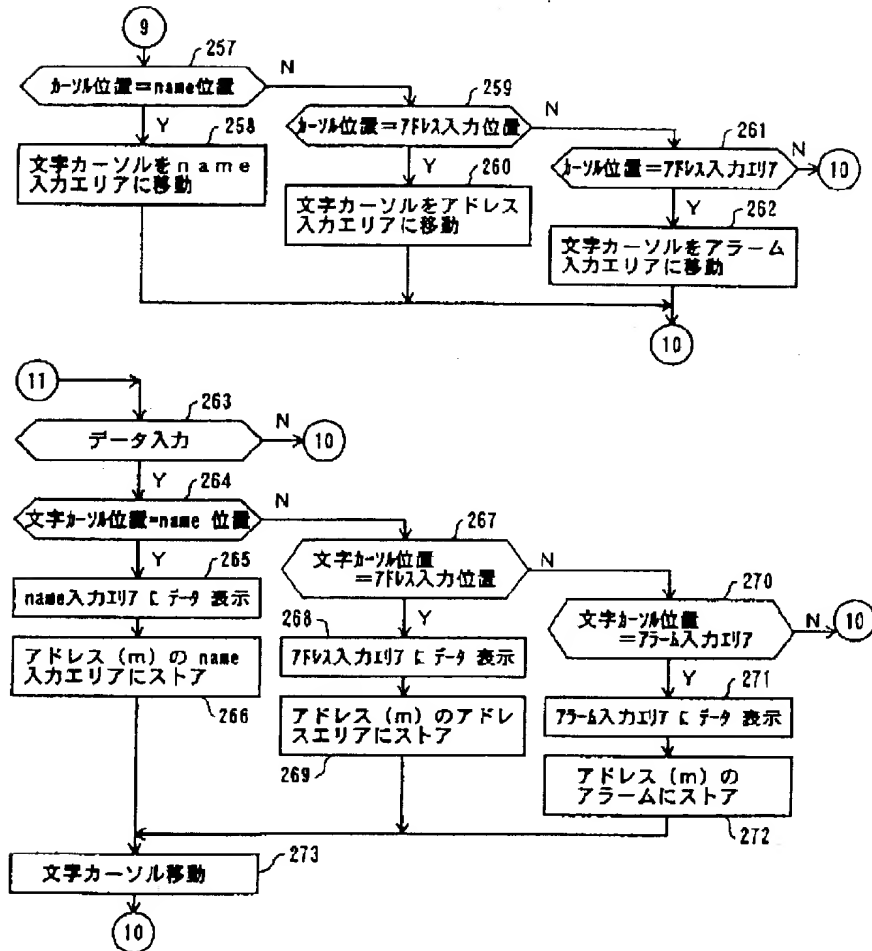 9
257
カーソル位置=name位置
N
259
Y
258
カーソル位置=アドレス入力位置
N
261
文字カーソルをname
入力エリアに移動
Y
260
カーソル位置=アドレス入力エリア
N
10
文字カーソルをアドレス
入力エリアに移動
Y
262
文字カーソルをアラーム
入力エリアに移動
10
11
263
データ入力
N
10
Y
264
文字カーソル位置=name 位置
N
267
Y
265
文字カーソル位置
=アドレス入力位置
N
270
name入力エリア に データ 表示
268
Y
文字カーソル位置
=アラーム入力エリア
N
10
アドレス(m)の name
入力エリアにストア
266
アドレス入力エリア に データ 表示
Y
271
アドレス(m)のアドレ
スエリアにストア
269
アラーム入力エリア に データ 表示
アドレス(m)の
アラームにストア
272
273
文字カーソル移動
10